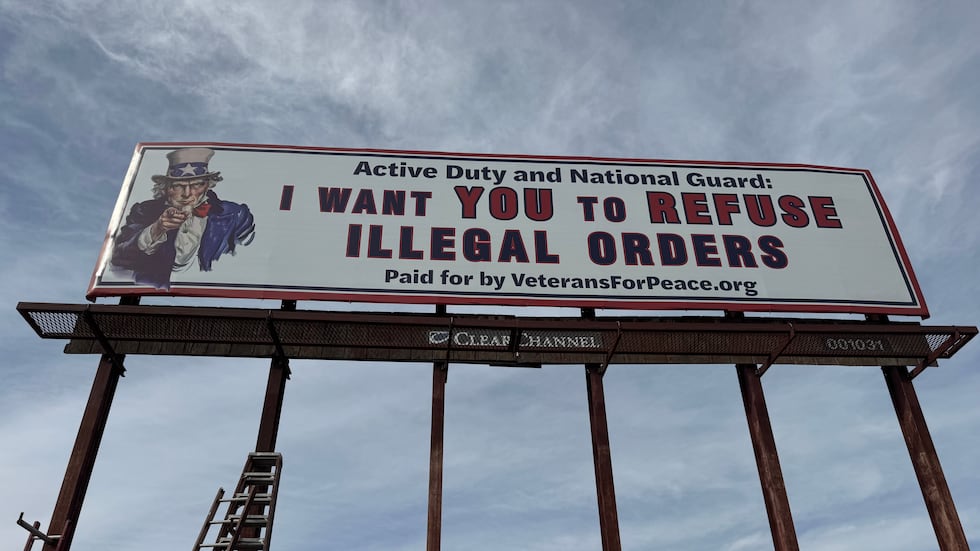 Active Duty and National Guard:
I WANT YOU TO REFUSE
ILLEGAL ORDERS
Paid for by VeteransForPeace.org
CLEAR CHANNEL
001031